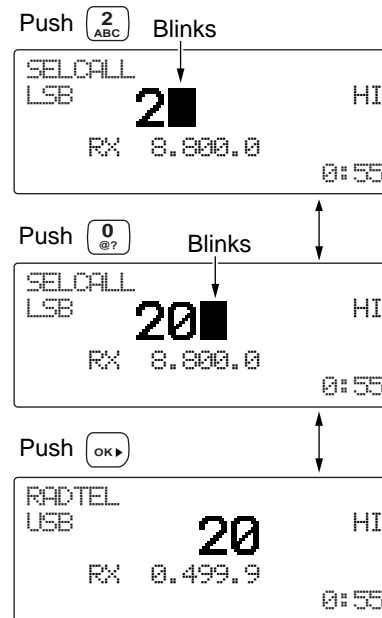 Push 2 ABC Blinks
SELCALL
LSB 2 HI
RX 8.800.0
0:55
Push 0 @? Blinks
SELCALL
LSB 20 HI
RX 8.800.0
0:55
Push OK
RADTEL
USB 20 HI
RX 0.499.9
0:55